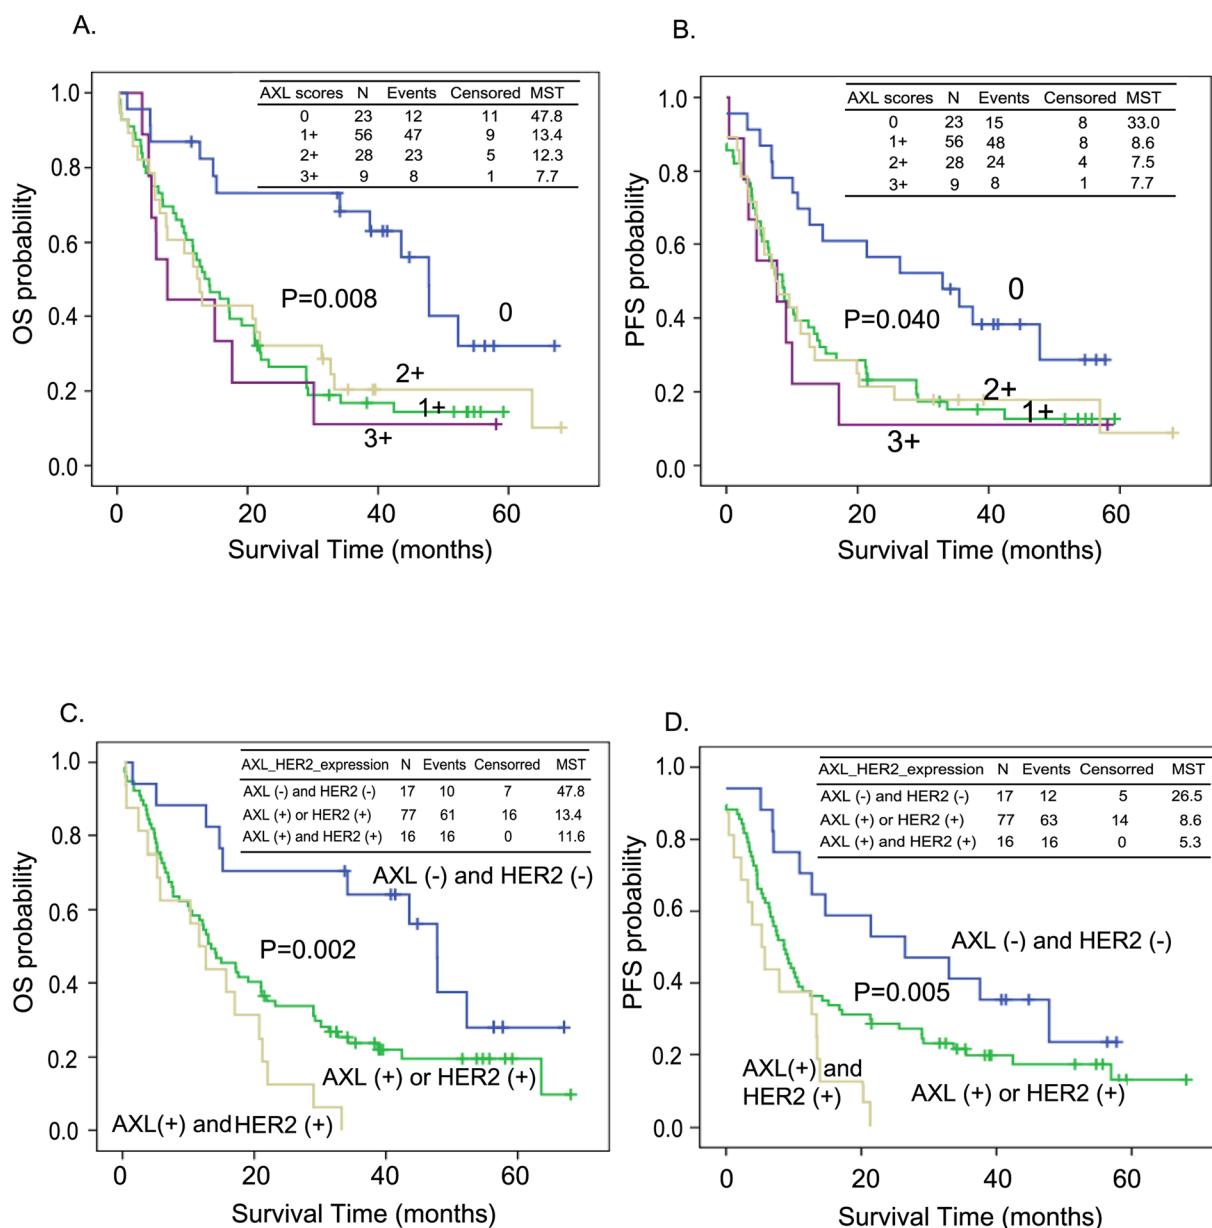 A.
AXL scores N Events Censored MST
0 23 12 11 47.8
1+ 56 47 9 13.4
2+ 28 23 5 12.3
3+ 9 8 1 7.7
1.0
0.8
0.6
0.4
0.2
0.0
OS probability
P=0.008
0
2+
1+
3+
0 20 40 60
Survival Time (months)
B.
AXL scores N Events Censored MST
0 23 15 8 33.0
1+ 56 48 8 8.6
2+ 28 24 4 7.5
3+ 9 8 1 7.7
1.0
0.8
0.6
0.4
0.2
0.0
PFS probability
0
P=0.040
2+
1+
3+
0 20 40 60
Survival Time (months)
C.
AXL_HER2_expression N Events Censorred MST
AXL (-) and HER2 (-) 17 10 7 47.8
AXL (+) or HER2 (+) 77 61 16 13.4
AXL (+) and HER2 (+) 16 16 0 11.6
1.0
0.8
0.6
0.4
0.2
0.0
OS probability
AXL (-) and HER2 (-)
P=0.002
AXL (+) or HER2 (+)
AXL(+) and HER2 (+)
0 20 40 60
Survival Time (months)
D.
AXL_HER2_expression N Events Censorred MST
AXL (-) and HER2 (-) 17 12 5 26.5
AXL (+) or HER2 (+) 77 63 14 8.6
AXL (+) and HER2 (+) 16 16 0 5.3
1.0
0.8
0.6
0.4
0.2
0.0
PFS probability
AXL (-) and HER2 (-)
P=0.005
AXL(+) and
HER2 (+)
AXL (+) or HER2 (+)
0 20 40 60
Survival Time (months)